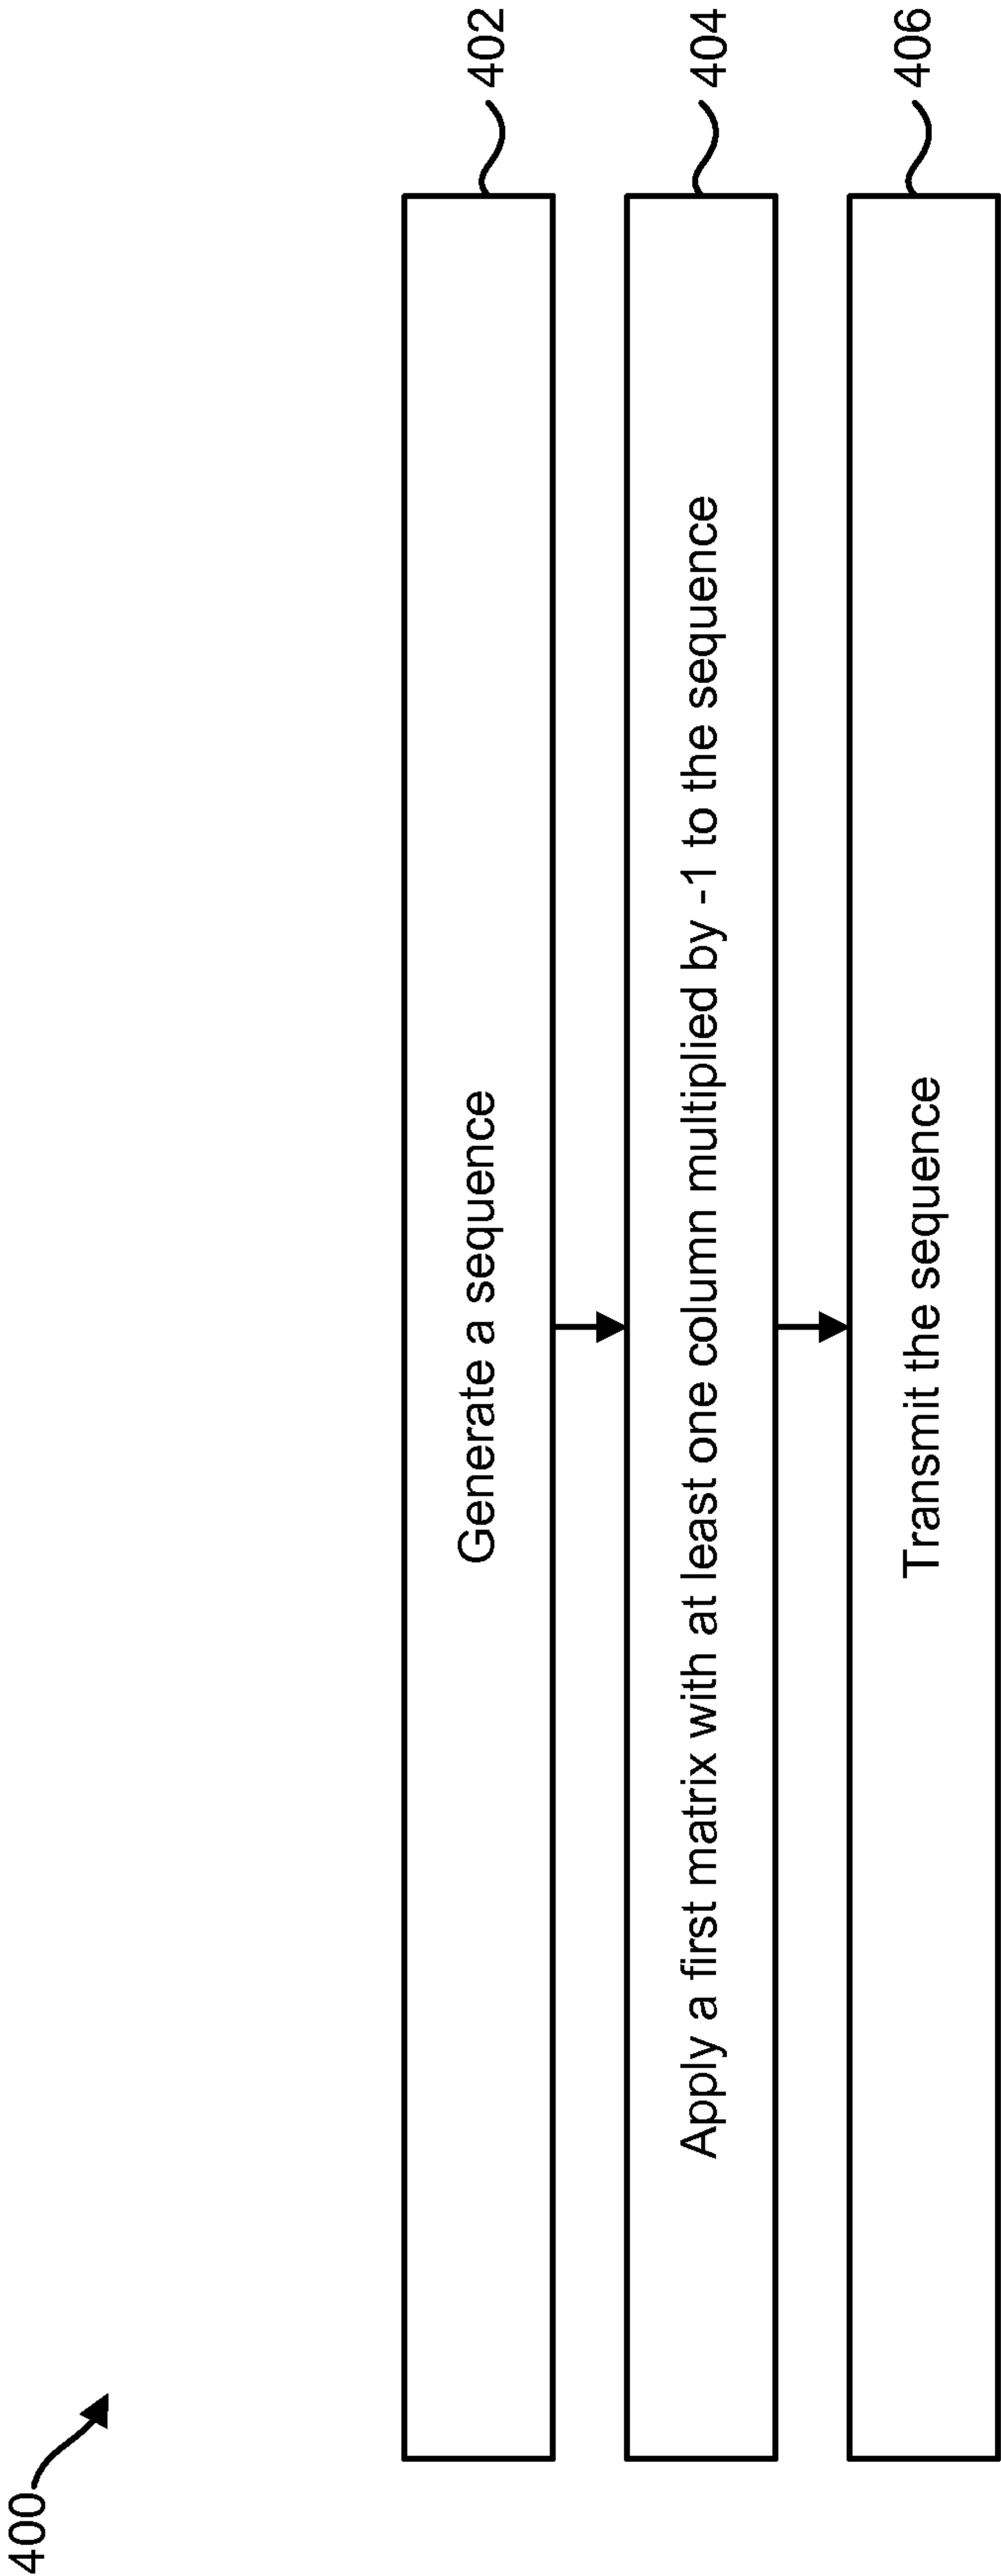 400
Generate a sequence
402
Apply a first matrix with at least one column multiplied by -1 to the sequence
404
Transmit the sequence
406